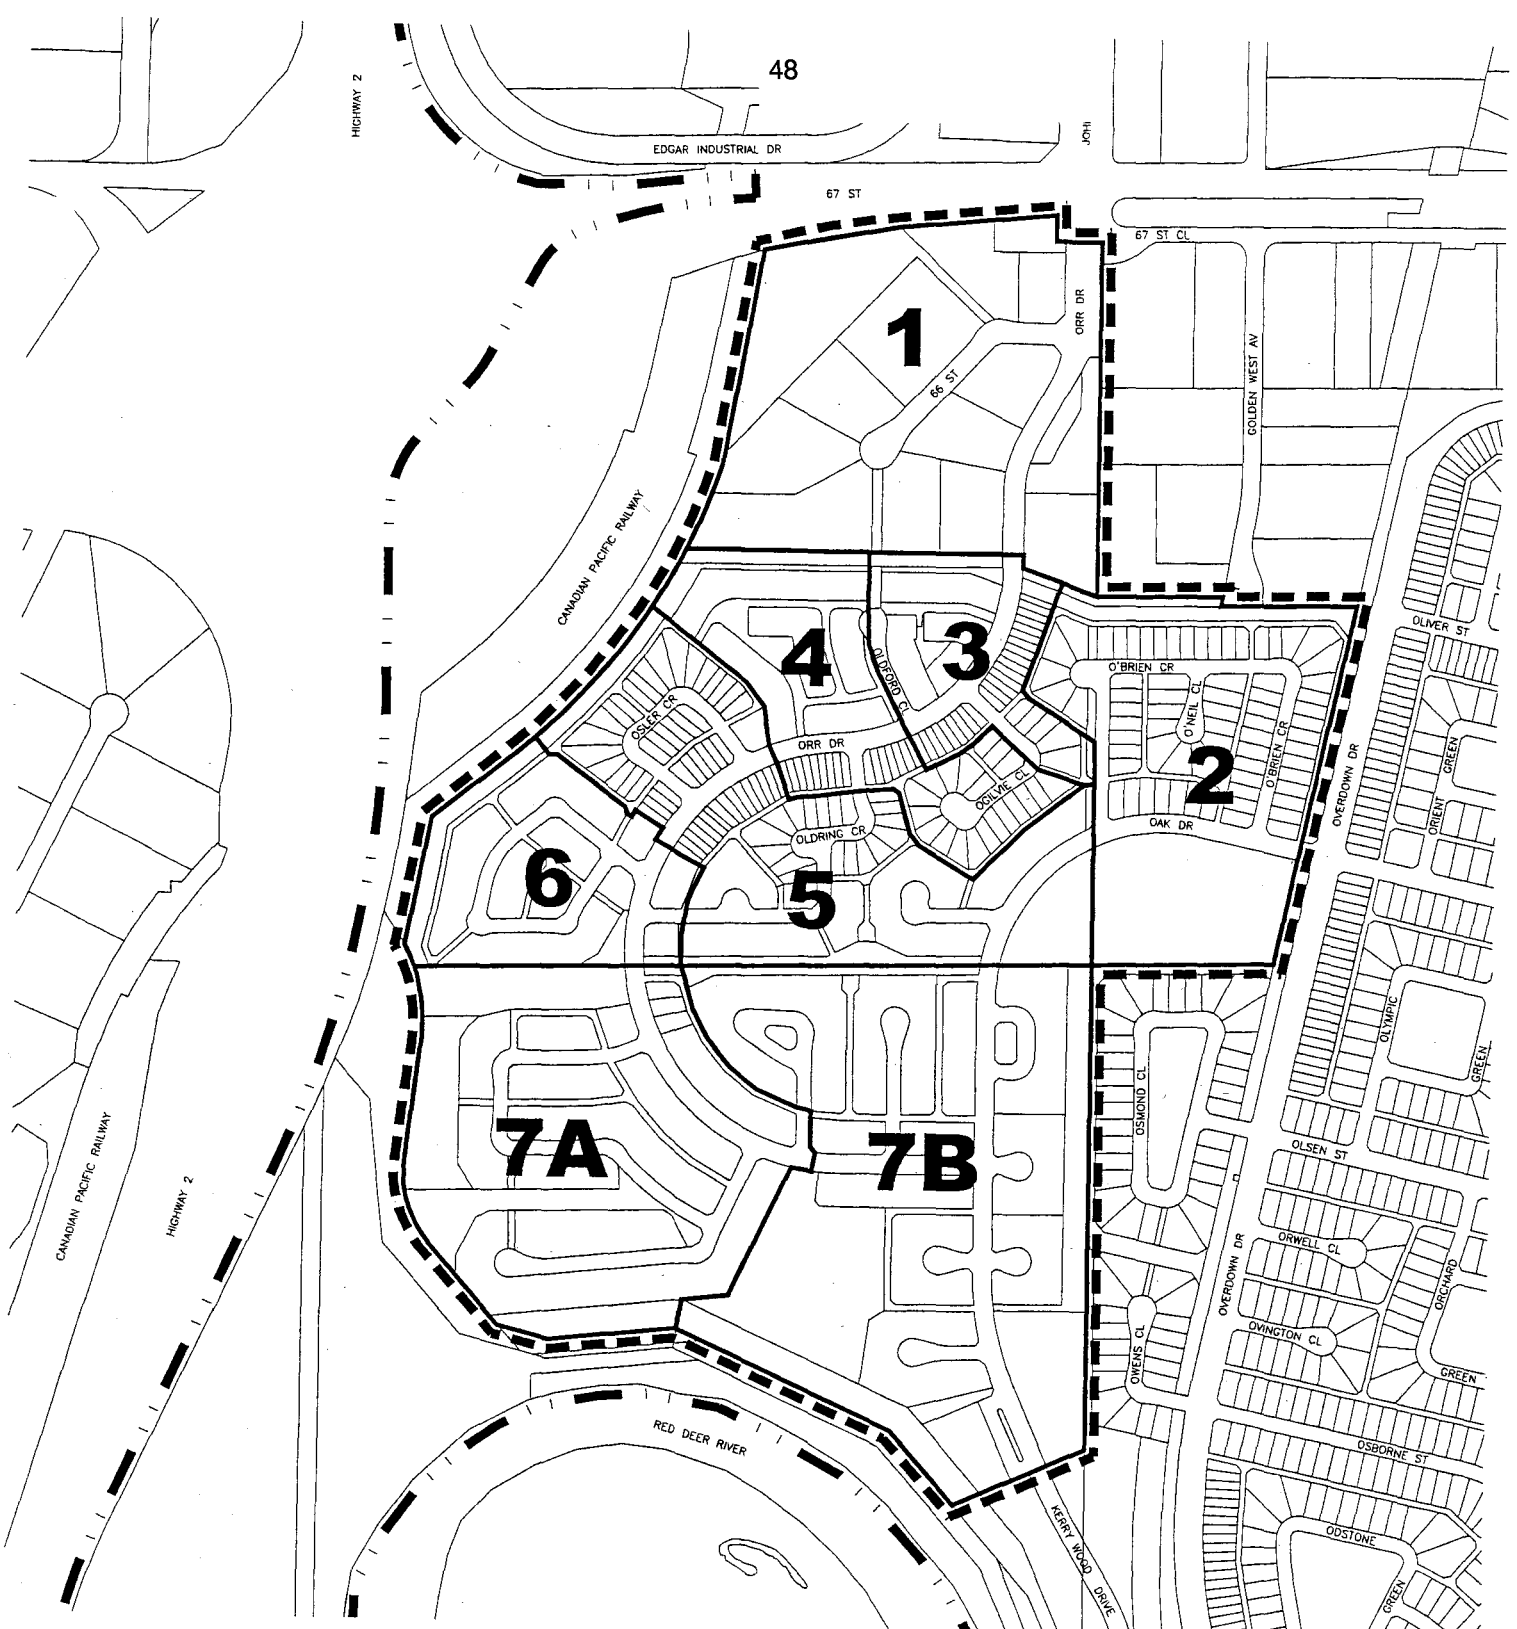 48
HIGHWAY 2
EDGAR INDUSTRIAL DR
JOHI
67 ST
67 ST CL
ORR DR
1
66 ST
GOLDEN WEST AV
CANADIAN PACIFIC RAILWAY
OLIVER ST
4
3
OLDFORD CL
O'BRIEN CR
O'NEIL CL
OSLER CR
ORR DR
2
O'BRIEN CR
OVERDOWN DR
GREEN
ORIENT
OGILVIE CL
OAK DR
OLDRING CR
6
5
OLYMPIC
GREEN
OSMOND CL
7A
7B
OLSEN ST
CANADIAN PACIFIC RAILWAY
HIGHWAY 2
ORWELL CL
OVERDOWN DR
ORCHARD
OVINGTON CL
OWENS CL
GREEN
RED DEER RIVER
OSBORNE ST
KERRY WOOD DRIVE
ODSTONE
GREEN